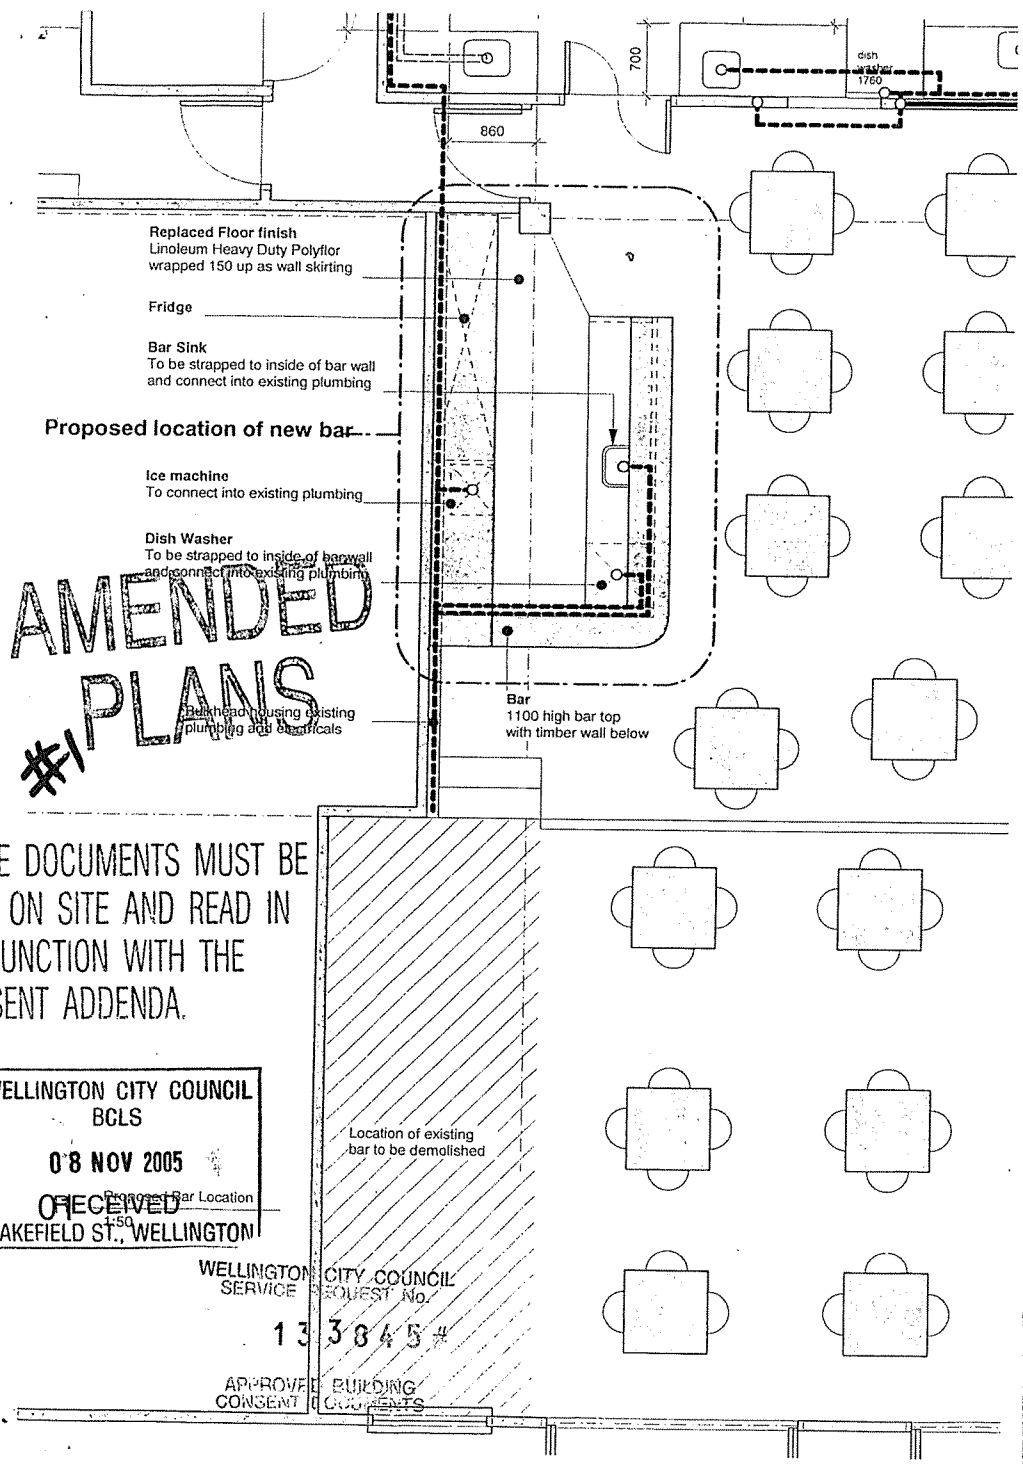 700
dish
washer
1760
860
Replaced Floor finish
Linoleum Heavy Duty Polyflor
wrapped 150 up as wall skirting
Fridge
Bar Sink
To be strapped to inside of bar wall
and connect into existing plumbing
Proposed location of new bar
Ice machine
To connect into existing plumbing
Dish Washer
To be strapped to inside of bar wall
and connect into existing plumbing
AMENDED
PLANS
#1
Bulkhead housing existing
plumbing and electricals
Bar
1100 high bar top
with timber wall below
E DOCUMENTS MUST BE
ON SITE AND READ IN
UNCTION WITH THE
SENT ADDENDA.
WELLINGTON CITY COUNCIL
BCLS
08 NOV 2005
RECEIVED
Proposed Bar Location
1:50
AKEFIELD ST., WELLINGTON
Location of existing
bar to be demolished
WELLINGTON CITY COUNCIL
SERVICE REQUEST No.
133845#
APPROVED BUILDING
CONSENT DOCUMENTS